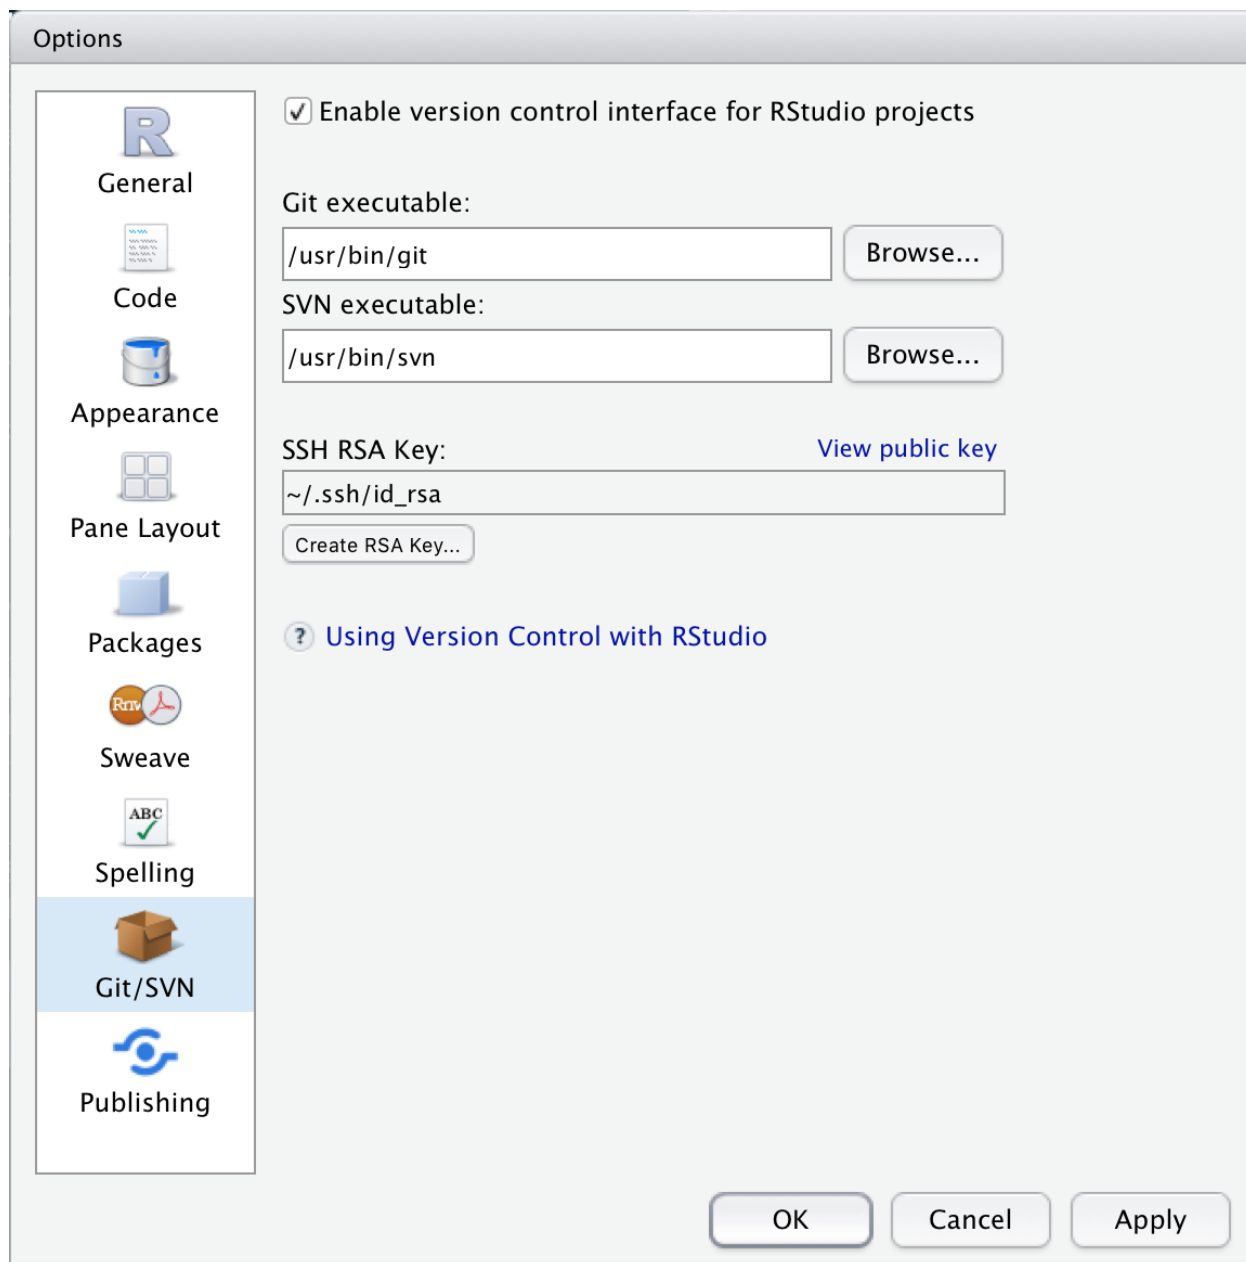 Options
General
Code
Appearance
Pane Layout
Packages
Rnw
Sweave
ABC
Spelling
Git/SVN
Publishing
Enable version control interface for RStudio projects
Git executable:
/usr/bin/git Browse...
SVN executable:
/usr/bin/svn Browse...
SSH RSA Key: View public key
~/.ssh/id_rsa
Create RSA Key...
? Using Version Control with RStudio
OK Cancel Apply